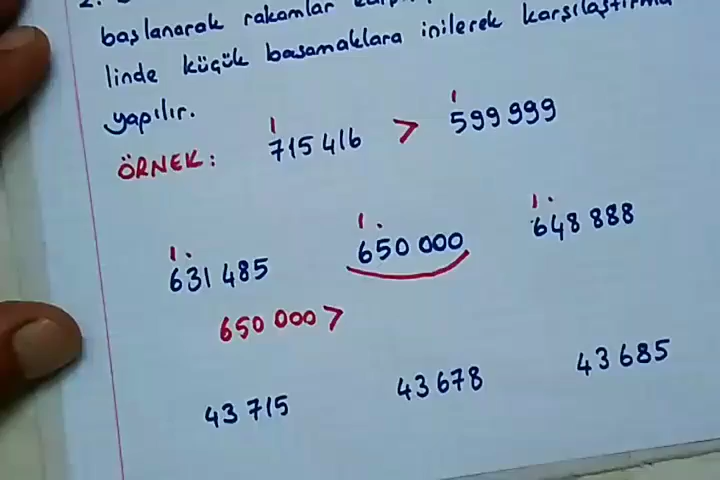 başlanarak rakamlar
linde küçük basamaklara inilerek karşılaştırma
yapılır.
ÖRNEK: 715 416 > 599 999
631 485 650 000 648 888
650 000 >
43 715 43 678 43 685